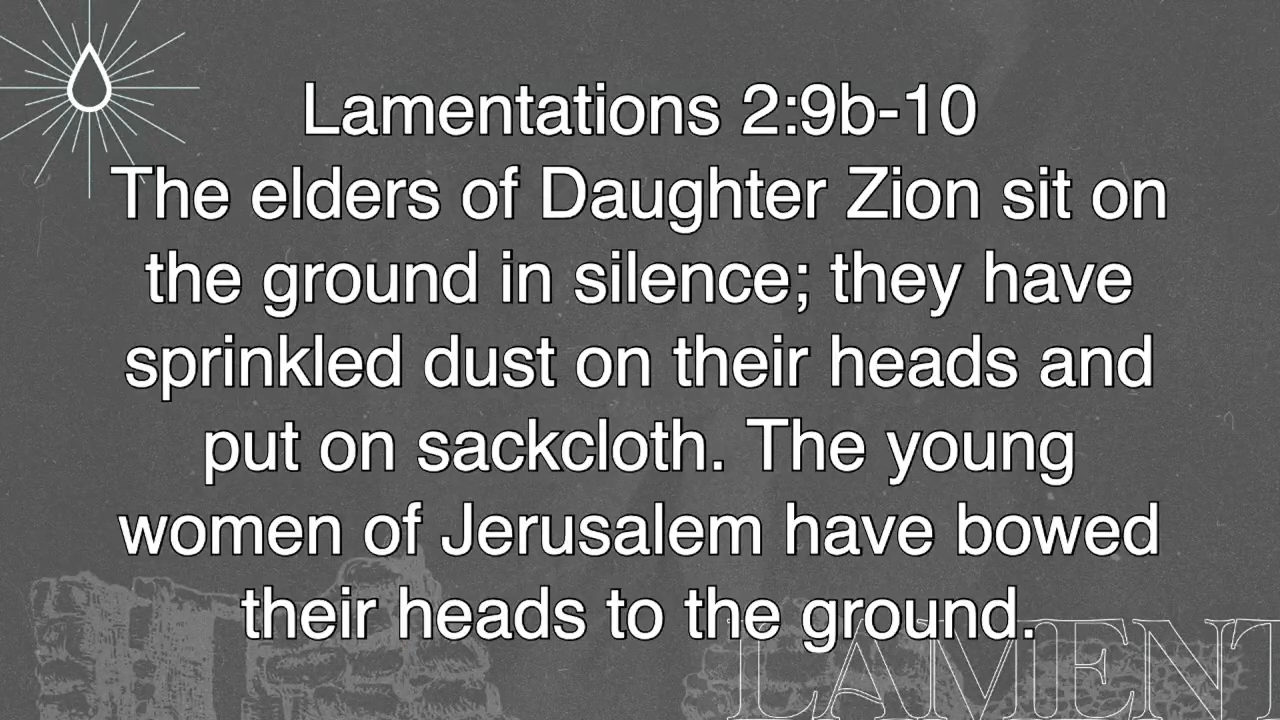 Lamentations 2:9b-10
The elders of Daughter Zion sit on
the ground in silence; they have
sprinkled dust on their heads and
put on sackcloth. The young
women of Jerusalem have bowed
their heads to the ground.
LAMENT